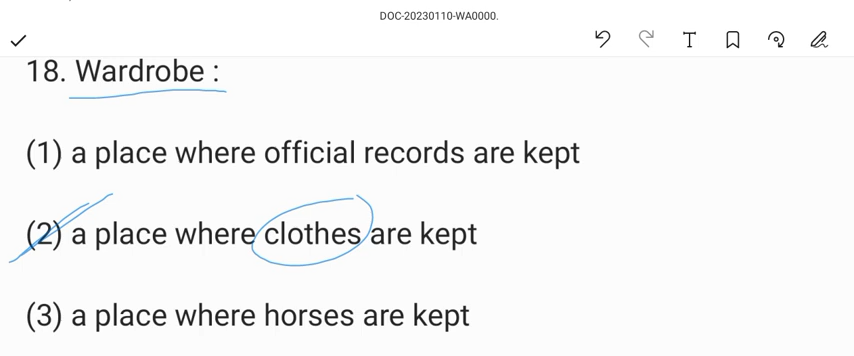 DOC-20230110-WA0000.
T
18. Wardrobe :
(1) a place where official records are kept
(2) a place where clothes are kept
(3) a place where horses are kept